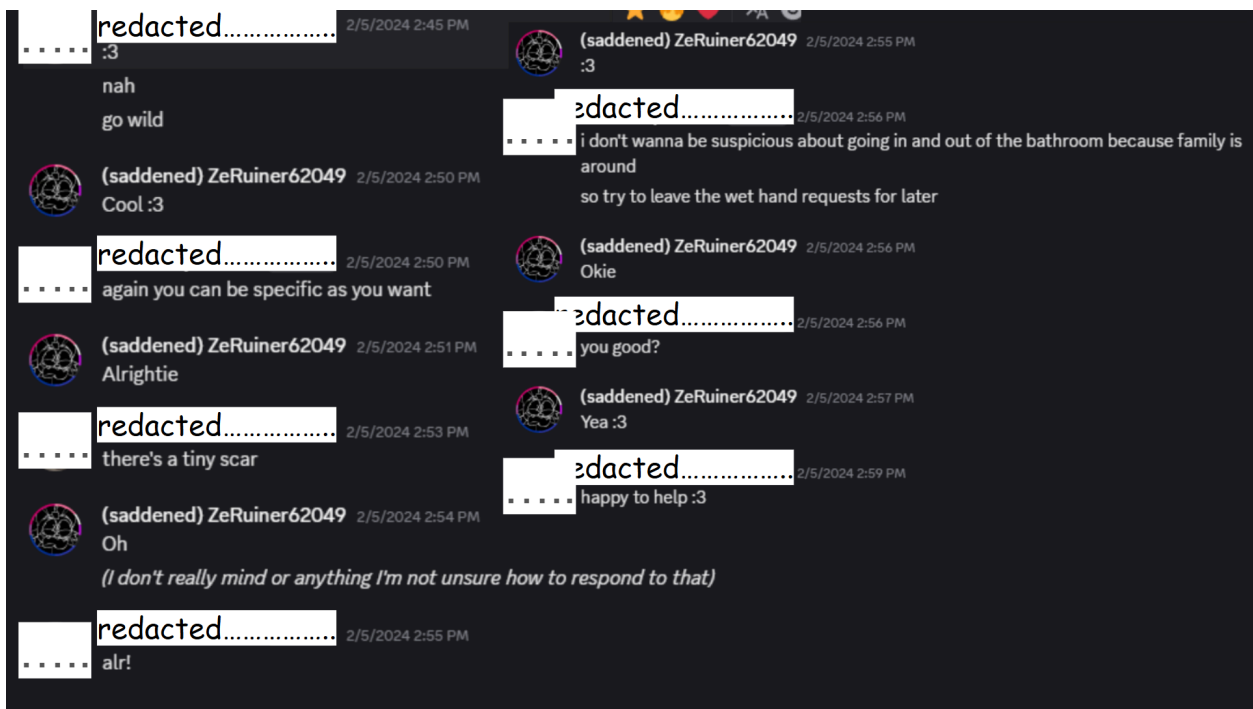 redacted................
2/5/2024 2:45 PM
:3
nah
go wild
(saddened) ZeRuiner62049 2/5/2024 2:50 PM
Cool :3
redacted................
2/5/2024 2:50 PM
again you can be specific as you want
(saddened) ZeRuiner62049 2/5/2024 2:51 PM
Alrightie
redacted................
2/5/2024 2:53 PM
there's a tiny scar
(saddened) ZeRuiner62049 2/5/2024 2:54 PM
Oh
(I don't really mind or anything I'm not unsure how to respond to that)
redacted................
2/5/2024 2:55 PM
alr!
(saddened) ZeRuiner62049 2/5/2024 2:55 PM
:3
edacted................
2/5/2024 2:56 PM
i don't wanna be suspicious about going in and out of the bathroom because family is
around
so try to leave the wet hand requests for later
(saddened) ZeRuiner62049 2/5/2024 2:56 PM
Okie
edacted................
2/5/2024 2:56 PM
you good?
(saddened) ZeRuiner62049 2/5/2024 2:57 PM
Yea :3
edacted................
2/5/2024 2:59 PM
happy to help :3